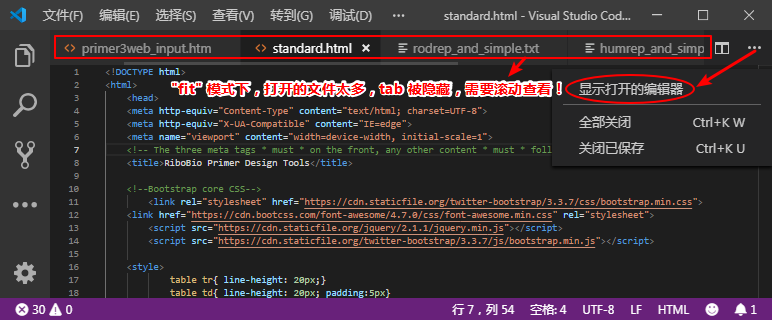 文件(F) 编辑(E) 选择(S) 查看(V) 转到(G) 调试(D) ... standard.html - Visual Studio Cod...
primer3web_input.htm standard.html rodrep_and_simple.txt humrep_and_simp ...
"fit" 模式下，打开的文件太多，tab 被隐藏，需要滚动查看！
显示打开的编辑器
全部关闭 Ctrl+K W
关闭已保存 Ctrl+K U
1 <!DOCTYPE html>
2 <html>
3 <head>
4 <meta http-equiv="Content-Type" content="text/html; charset=UTF-8">
5 <meta http-equiv="X-UA-Compatible" content="IE=edge">
6 <meta name="viewport" content="width=device-width, initial-scale=1">
7 <!-- The three meta tags * must * on the front, any other content * must * foll
8 <title>RiboBio Primer Design Tools</title>
9
10 <!--Bootstrap core CSS-->
11 <link rel="stylesheet" href="https://cdn.staticfile.org/twitter-bootstrap/3.3.7/css/bootstrap.min.css">
12 <link href="https://cdn.bootcss.com/font-awesome/4.7.0/css/font-awesome.min.css" rel="stylesheet">
13 <script src="https://cdn.staticfile.org/jquery/2.1.1/jquery.min.js"></script>
14 <script src="https://cdn.staticfile.org/twitter-bootstrap/3.3.7/js/bootstrap.min.js"></script>
15
16 <style>
17 table tr{ line-height: 20px;}
18 table td{ line-height: 20px; padding:5px}
30 0 行 7，列 54 空格: 4 UTF-8 LF HTML 1